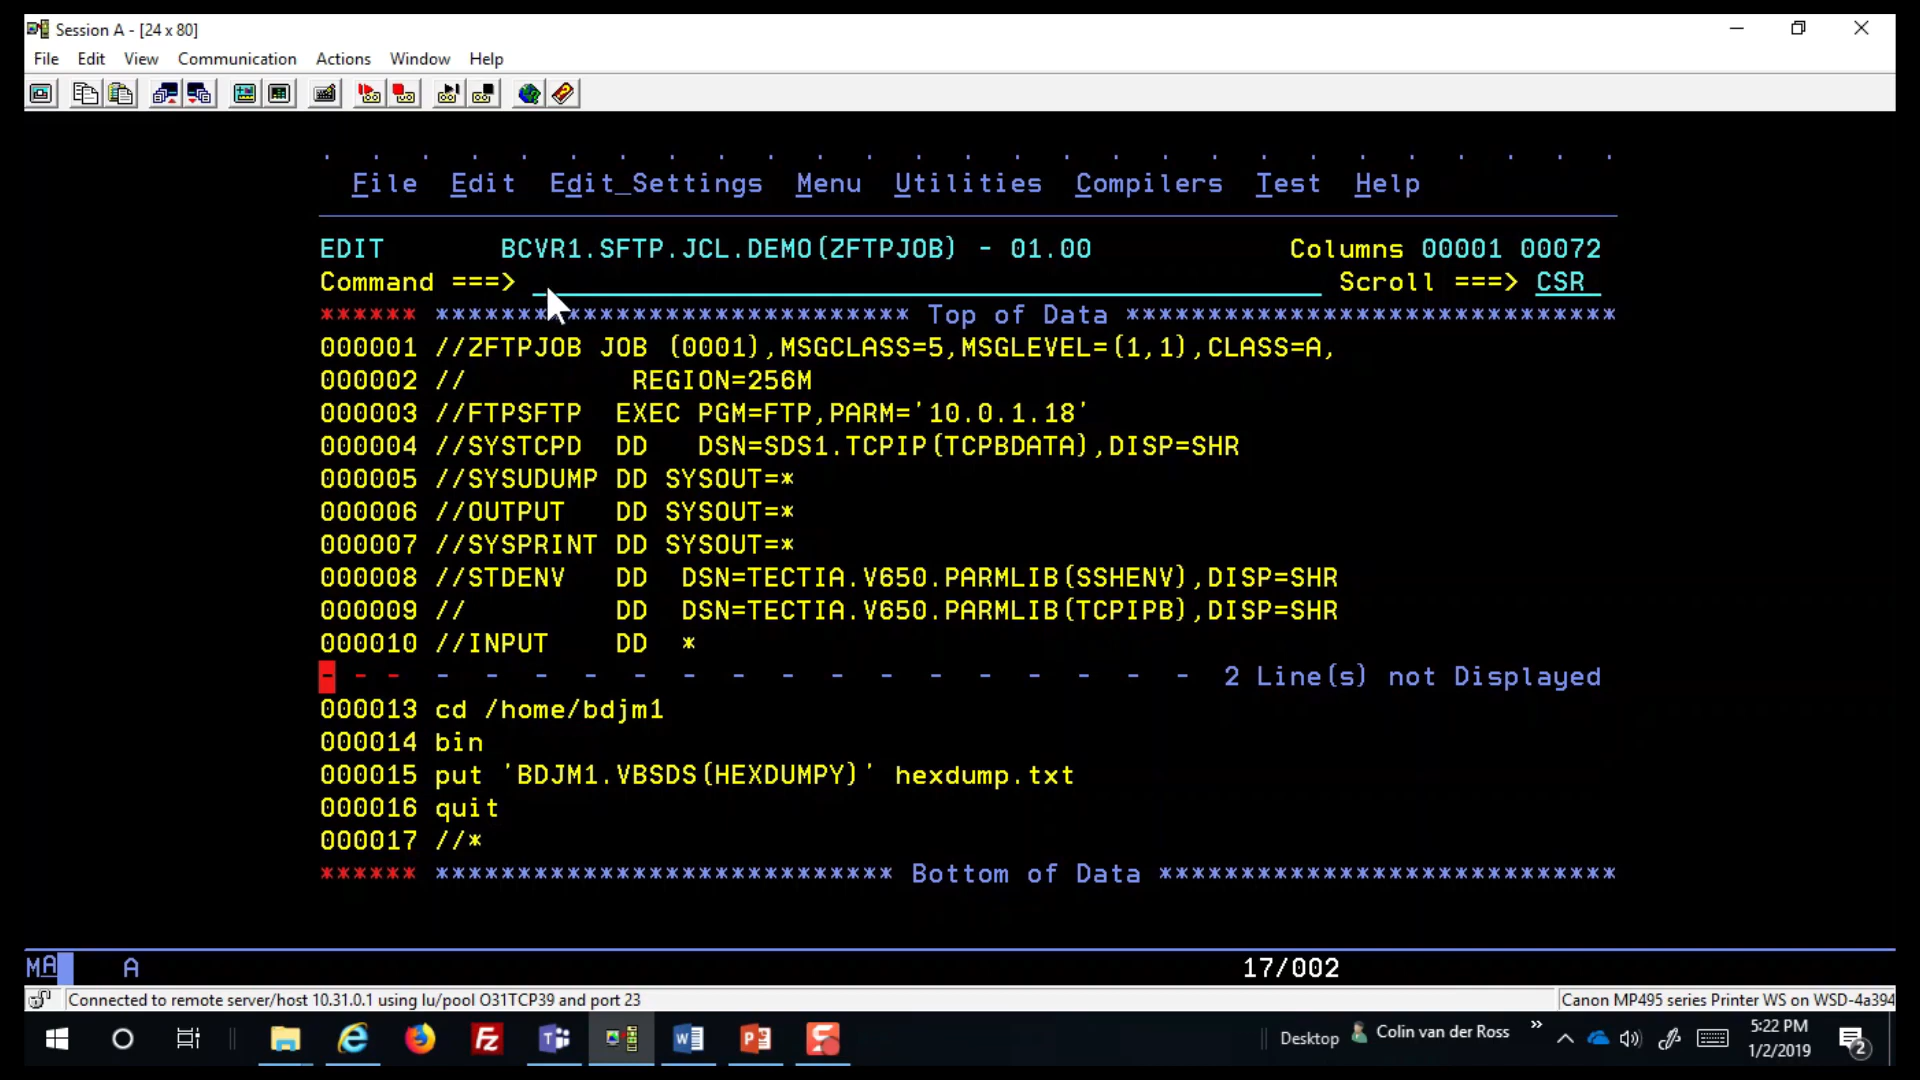 Session A - [24 x 80]
File Edit View Communication Actions Window Help
. . . . . . . . . . . . . . . . . . . . . . . . . . .
File Edit Edit_Settings Menu Utilities Compilers Test Help
EDIT BCVR1.SFTP.JCL.DEMO(ZFTPJOB) - 01.00 Columns 00001 00072
Command ===> Scroll ===> CSR
****** ***************************** Top of Data ******************************
000001 //ZFTPJOB JOB (0001),MSGCLASS=5,MSGLEVEL=(1,1),CLASS=A,
000002 // REGION=256M
000003 //FTPSFTP EXEC PGM=FTP,PARM='10.0.1.18'
000004 //SYSTCPD DD DSN=SDS1.TCPIP(TCPBDATA),DISP=SHR
000005 //SYSUDUMP DD SYSOUT=*
000006 //OUTPUT DD SYSOUT=*
000007 //SYSPRINT DD SYSOUT=*
000008 //STDENV DD DSN=TECTIA.V650.PARMLIB(SSHENV),DISP=SHR
000009 // DD DSN=TECTIA.V650.PARMLIB(TCPIPB),DISP=SHR
000010 //INPUT DD *
- - - - - - - - - - - - - - - - - - - 2 Line(s) not Displayed
000013 cd /home/bdjm1
000014 bin
000015 put 'BDJM1.VBSDS(HEXDUMPY)' hexdump.txt
000016 quit
000017 //*
****** **************************** Bottom of Data ****************************
MA A 17/002
Connected to remote server/host 10.31.0.1 using lu/pool O31TCP39 and port 23 Canon MP495 series Printer WS on WSD-4a394
Desktop Colin van der Ross 5:22 PM
1/2/2019 2